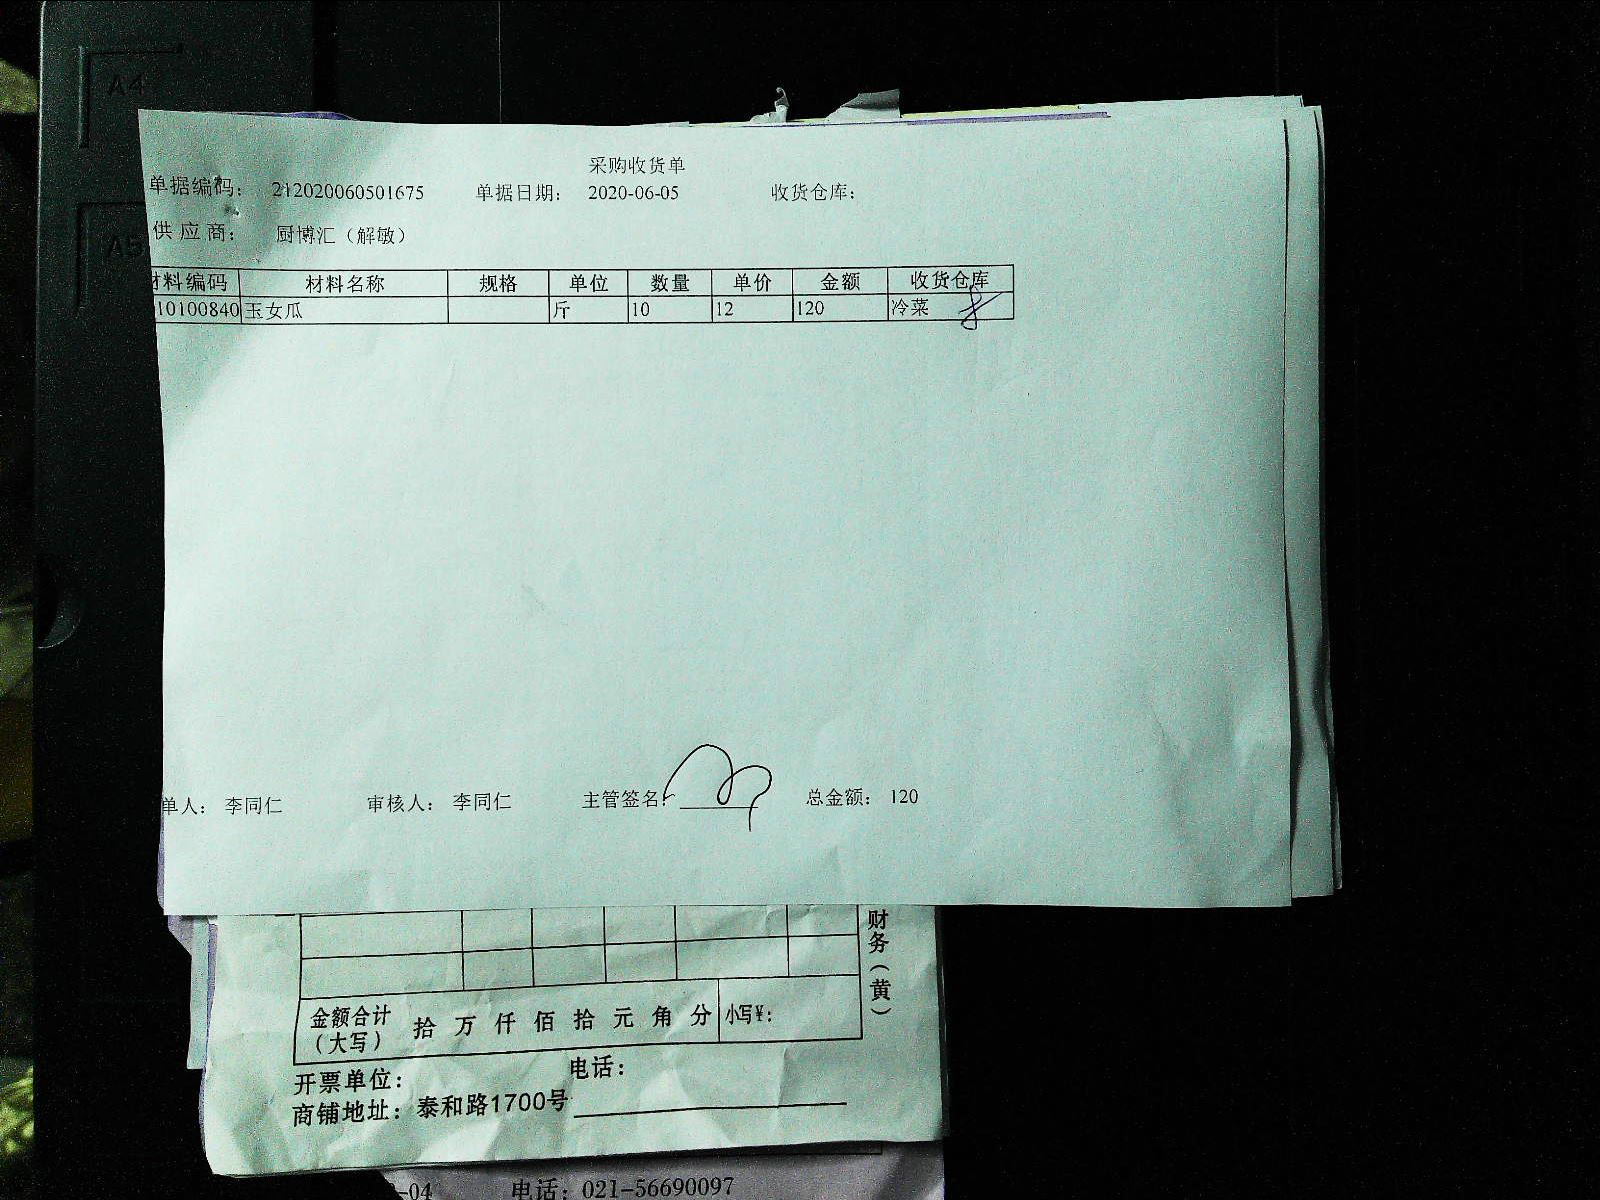 A4
A5
采购收货单
单据编码： 212020060501675 单据日期： 2020-06-05 收货仓库：
供应商： 厨博汇（解敏）
材料编码 材料名称 规格 单位 数量 单价 金额 收货仓库
10100840 玉女瓜 斤 10 12 120 冷菜
单人： 李同仁 审核人： 李同仁 主管签名： 总金额： 120
财务（黄）
金额合计（大写） 拾 万 仟 佰 拾 元 角 分 小写¥：
开票单位： 电话：
商铺地址：泰和路1700号
-04 电话：021-56690097